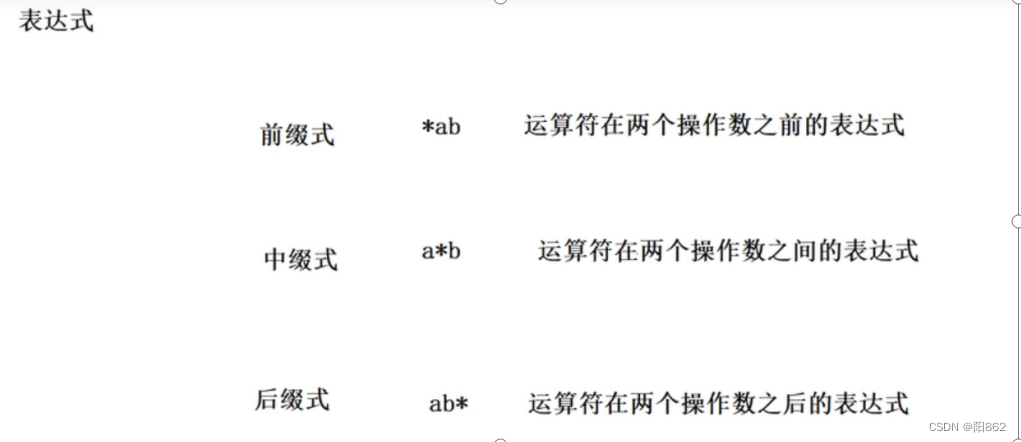 表达式
前缀式 *ab 运算符在两个操作数之前的表达式
中缀式 a*b 运算符在两个操作数之间的表达式
后缀式 ab* 运算符在两个操作数之后的表达式
CSDN @阳862